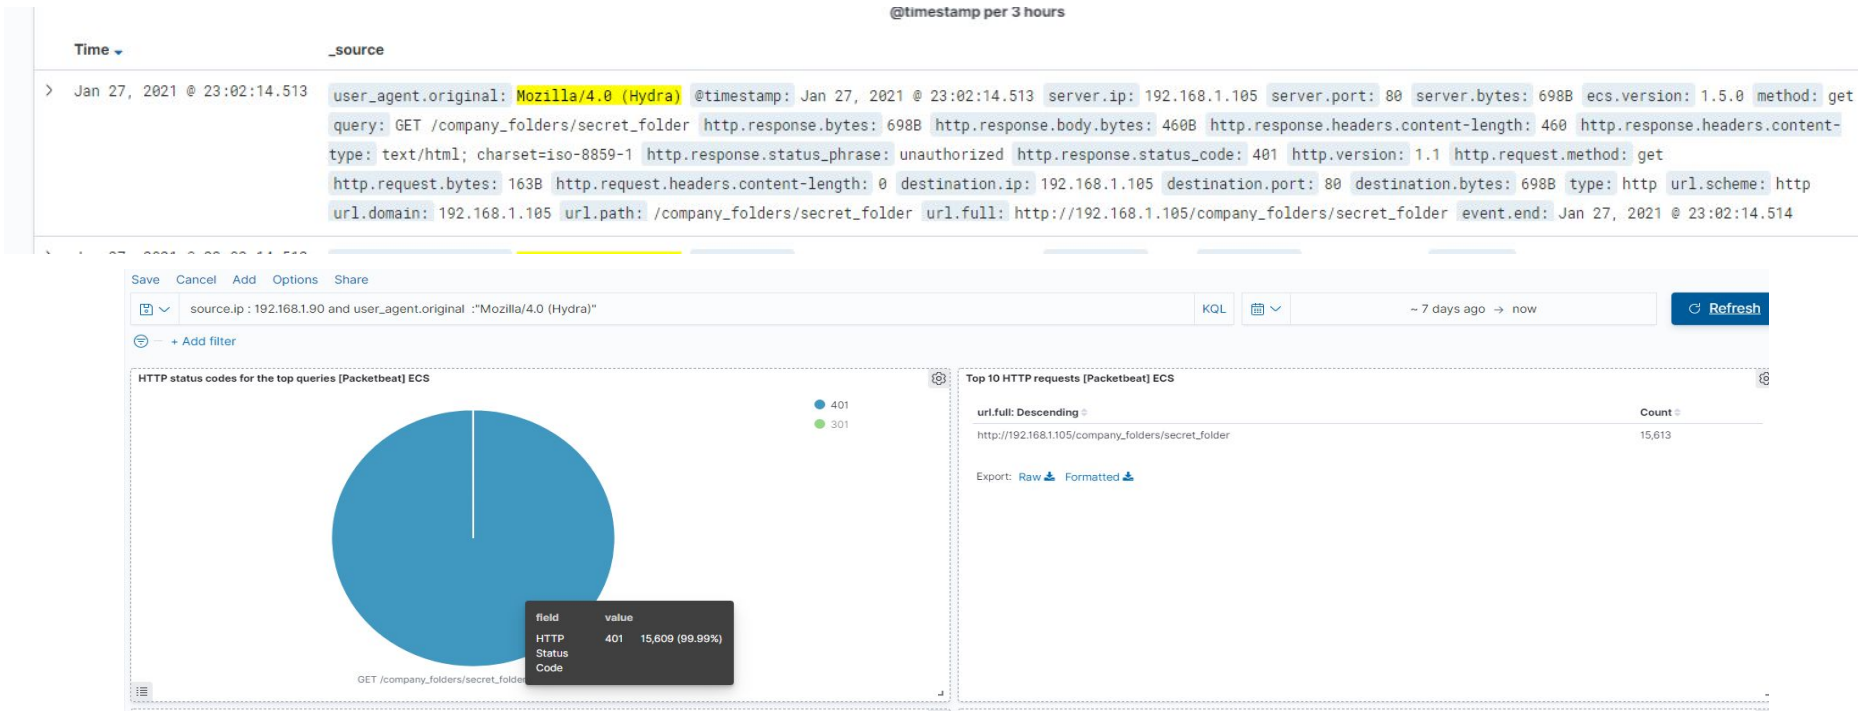 @timestamp per 3 hours
Time _source
Jan 27, 2021 @ 23:02:14.513 user_agent.original: Mozilla/4.0 (Hydra) @timestamp: Jan 27, 2021 @ 23:02:14.513 server.ip: 192.168.1.105 server.port: 80 server.bytes: 698B ecs.version: 1.5.0 method: get
query: GET /company_folders/secret_folder http.response.bytes: 698B http.response.body.bytes: 460B http.response.headers.content-length: 460 http.response.headers.content-
type: text/html; charset=iso-8859-1 http.response.status_phrase: unauthorized http.response.status_code: 401 http.version: 1.1 http.request.method: get
http.request.bytes: 163B http.request.headers.content-length: 0 destination.ip: 192.168.1.105 destination.port: 80 destination.bytes: 698B type: http url.scheme: http
url.domain: 192.168.1.105 url.path: /company_folders/secret_folder url.full: http://192.168.1.105/company_folders/secret_folder event.end: Jan 27, 2021 @ 23:02:14.514
Save Cancel Add Options Share
source.ip : 192.168.1.90 and user_agent.original :"Mozilla/4.0 (Hydra)" KQL ~ 7 days ago → now Refresh
+ Add filter
HTTP status codes for the top queries [Packetbeat] ECS
401
301
field value
HTTP Status Code 401 15,609 (99.99%)
GET /company_folders/secret_folder
Top 10 HTTP requests [Packetbeat] ECS
url.full: Descending Count
http://192.168.1.105/company_folders/secret_folder 15,613
Export: Raw Formatted